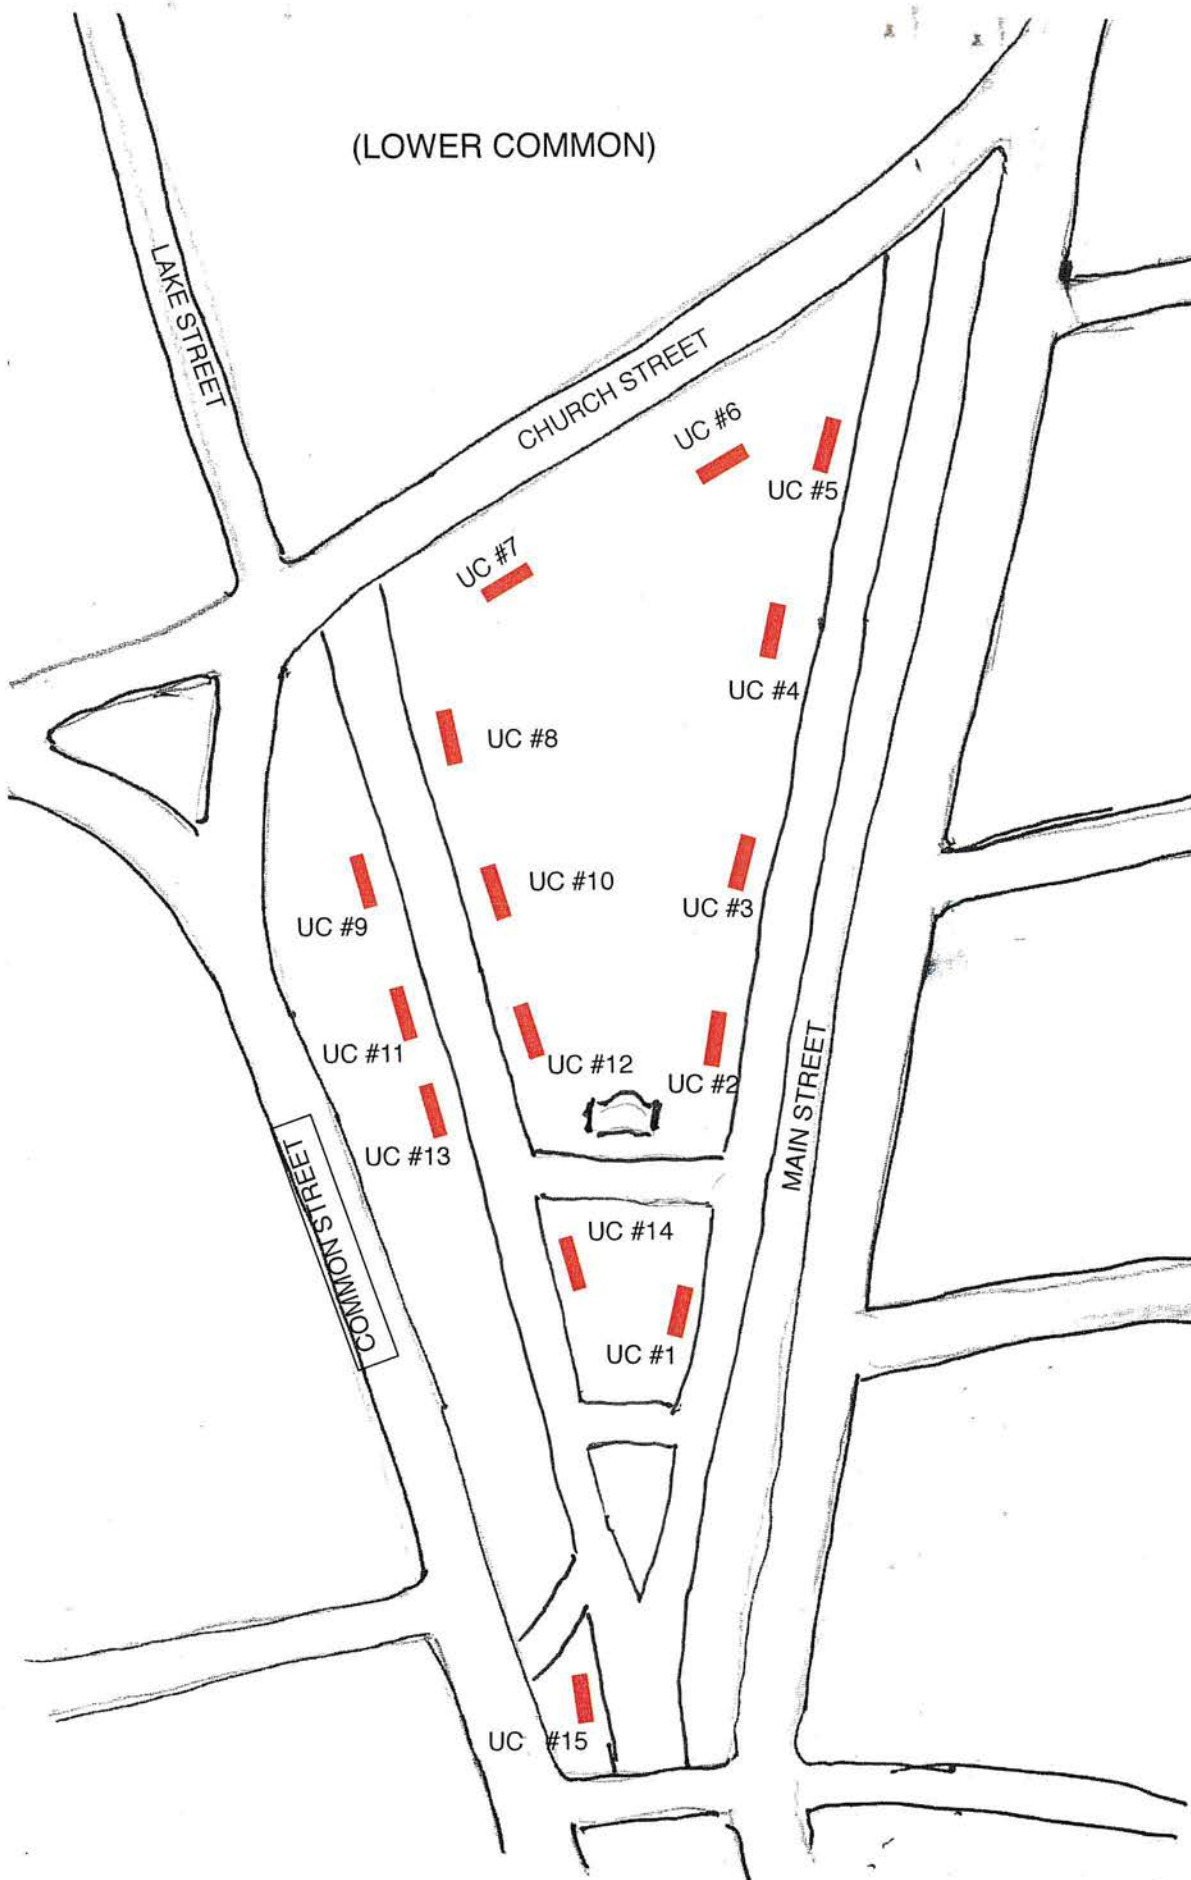 (LOWER COMMON)
LAKE STREET
CHURCH STREET
UC #6
UC #5
UC #7
UC #4
UC #8
UC #10
UC #3
UC #9
UC #11
UC #12
UC #2
MAIN STREET
UC #13
COMMON STREET
UC #14
UC #1
UC #15